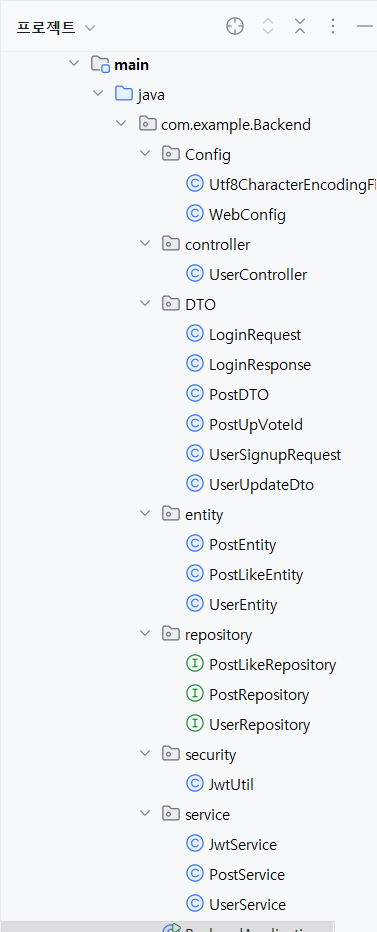 프로젝트
main
java
com.example.Backend
Config
Utf8CharacterEncodingFi
WebConfig
controller
UserController
DTO
LoginRequest
LoginResponse
PostDTO
PostUpVoteId
UserSignupRequest
UserUpdateDto
entity
PostEntity
PostLikeEntity
UserEntity
repository
PostLikeRepository
PostRepository
UserRepository
security
JwtUtil
service
JwtService
PostService
UserService